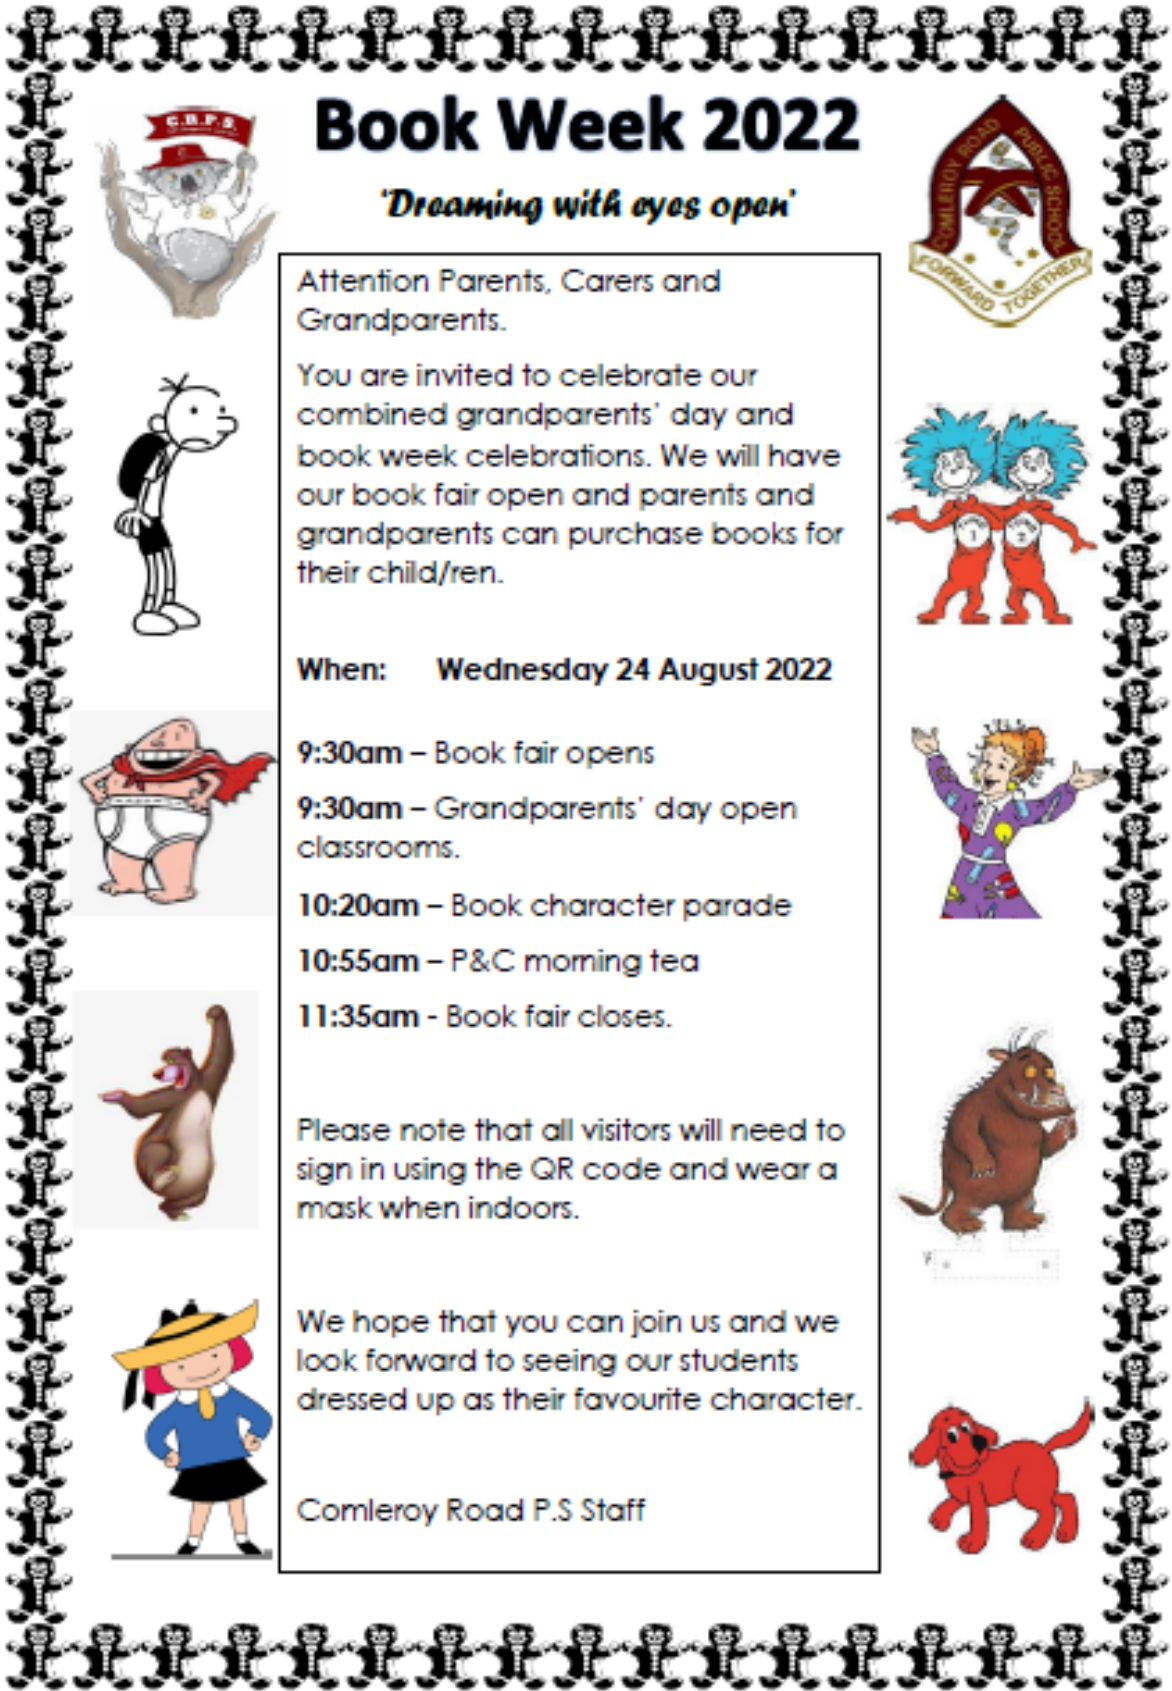 Book Week 2022
'Dreaming with eyes open'
C.R.P.S.
COMLEROY ROAD PUBLIC SCHOOL
FORWARD TOGETHER
Attention Parents, Carers and
Grandparents.
You are invited to celebrate our
combined grandparents' day and
book week celebrations. We will have
our book fair open and parents and
grandparents can purchase books for
their child/ren.
When: Wednesday 24 August 2022
9:30am – Book fair opens
9:30am – Grandparents' day open
classrooms.
10:20am – Book character parade
10:55am – P&C morning tea
11:35am - Book fair closes.
Please note that all visitors will need to
sign in using the QR code and wear a
mask when indoors.
We hope that you can join us and we
look forward to seeing our students
dressed up as their favourite character.
Comleroy Road P.S Staff
1
2